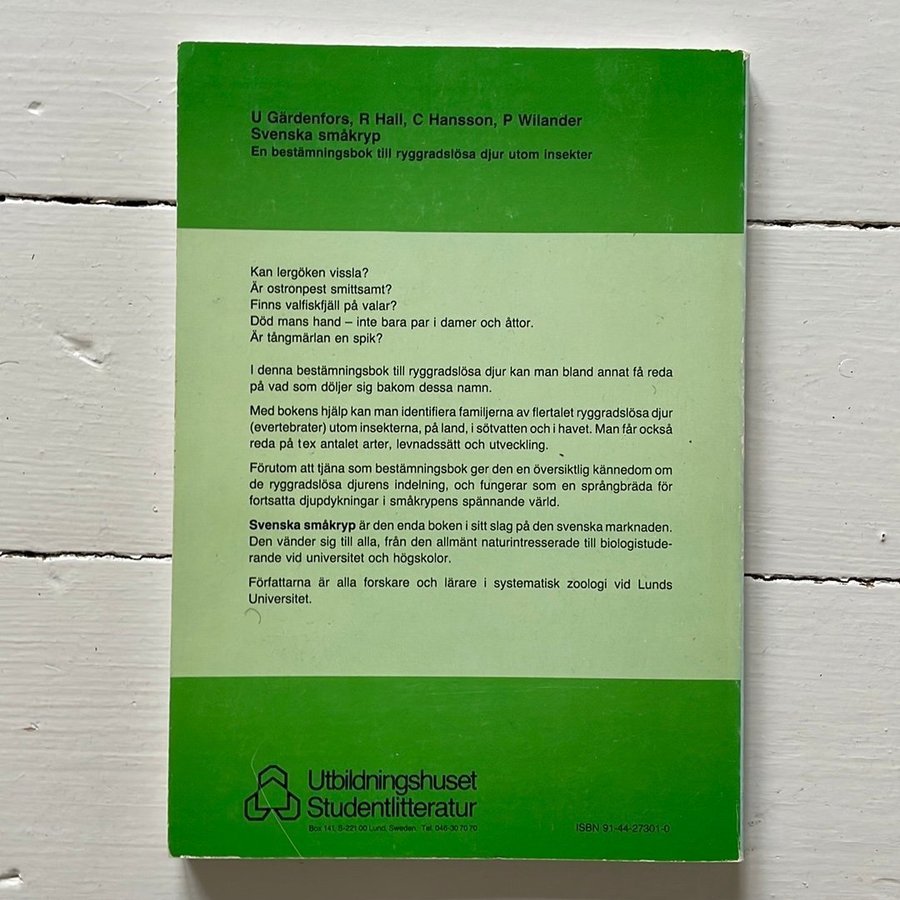 U Gärdenfors, R Hall, C Hansson, P Wilander
Svenska småkryp
En bestämningsbok till ryggradslösa djur utom insekter
Kan lergöken vissla?
Är ostronpest smittsamt?
Finns valfiskfjäll på valar?
Död mans hand – inte bara par i damer och åttor.
Är tångmärlan en spik?
I denna bestämningsbok till ryggradslösa djur kan man bland annat få reda
på vad som döljer sig bakom dessa namn.
Med bokens hjälp kan man identifiera familjerna av flertalet ryggradslösa djur
(evertebrater) utom insekterna, på land, i sötvatten och i havet. Man får också
reda på t ex antalet arter, levnadssätt och utveckling.
Förutom att tjäna som bestämningsbok ger den en översiktlig kännedom om
de ryggradslösa djurens indelning, och fungerar som en språngbräda för
fortsatta djupdykningar i småkrypens spännande värld.
Svenska småkryp är den enda boken i sitt slag på den svenska marknaden.
Den vänder sig till alla, från den allmänt naturintresserade till biologistude-
rande vid universitet och högskolor.
Författarna är alla forskare och lärare i systematisk zoologi vid Lunds
Universitet.
Utbildningshuset
Studentlitteratur
Box 141, S-221 00 Lund, Sweden. Tel. 046-30 70 70
ISBN 91-44-27301-0